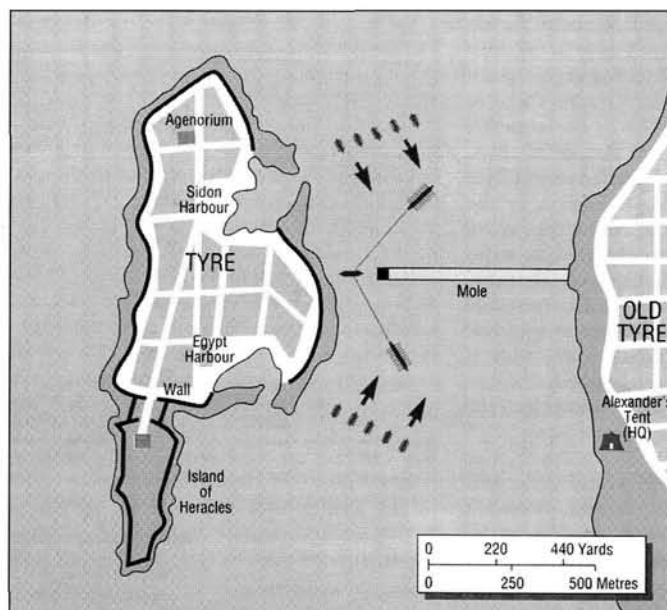 Agenorium
Sidon
Harbour
TYRE
Mole
OLD
TYRE
Egypt
Harbour
Wall
Alexander's
Tent
(HQ)
Island
of
Heracles
0 220 440 Yards
0 250 500 Metres